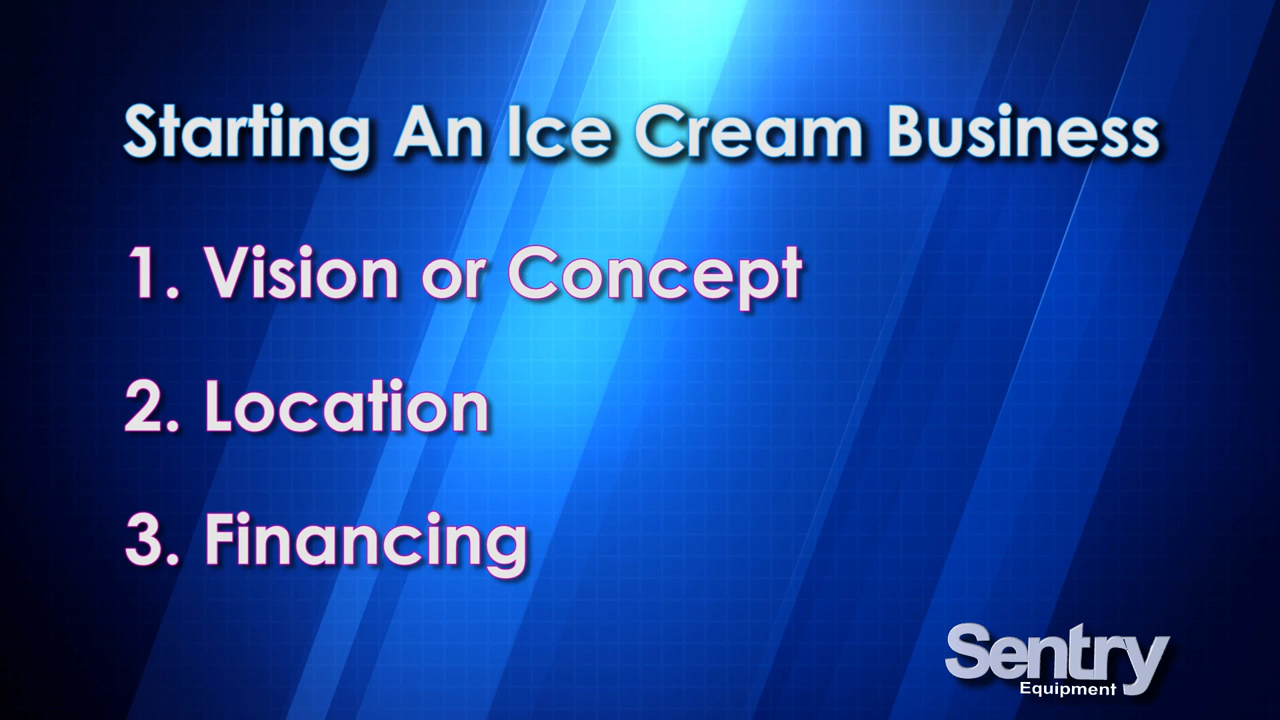 Starting An Ice Cream Business
1. Vision or Concept
2. Location
3. Financing
Sentry
Equipment